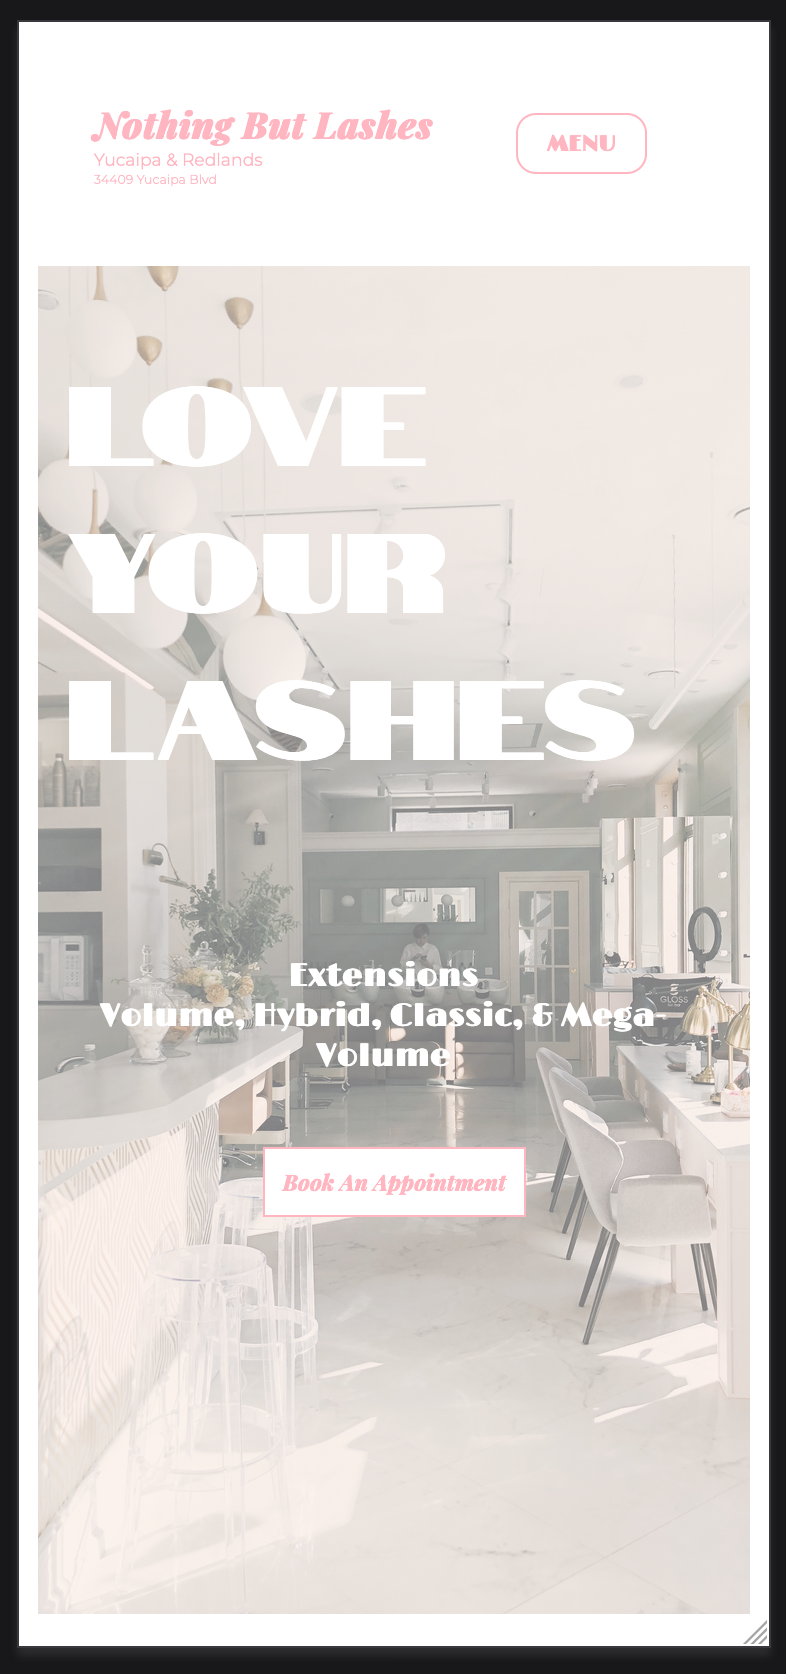 Nothing But Lashes
Yucaipa & Redlands
34409 Yucaipa Blvd
MENU
LOVE
YOUR
LASHES
GLOSS
Extensions
Volume, Hybrid, Classic, & Mega-
Volume
Book An Appointment